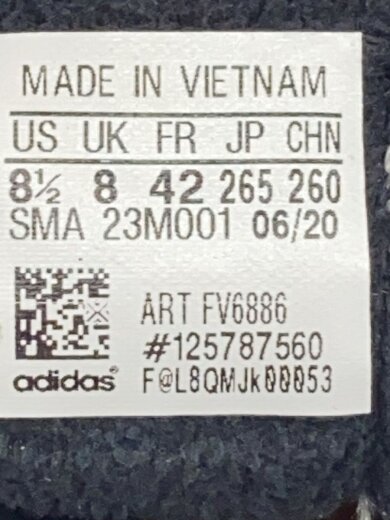 MADE IN VIETNAM
US UK FR JP CHN
8½ 8 42 265 260
SMA 23M001 06/20
ART FV6886
#125787560
adidas® F@L8QMJk00053